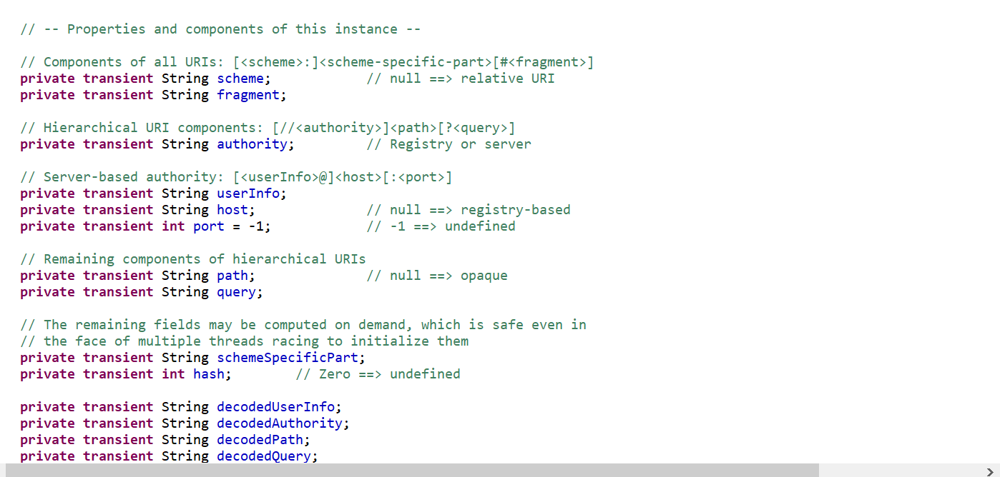 // -- Properties and components of this instance --
// Components of all URIs: [<scheme>:]<scheme-specific-part>[#<fragment>]
private transient String scheme;            // null ==> relative URI
private transient String fragment;
// Hierarchical URI components: [//<authority>]<path>[?<query>]
private transient String authority;         // Registry or server
// Server-based authority: [<userInfo>@]<host>[:<port>]
private transient String userInfo;
private transient String host;              // null ==> registry-based
private transient int port = -1;            // -1 ==> undefined
// Remaining components of hierarchical URIs
private transient String path;              // null ==> opaque
private transient String query;
// The remaining fields may be computed on demand, which is safe even in
// the face of multiple threads racing to initialize them
private transient String schemeSpecificPart;
private transient int hash;        // Zero ==> undefined
private transient String decodedUserInfo;
private transient String decodedAuthority;
private transient String decodedPath;
private transient String decodedQuery;